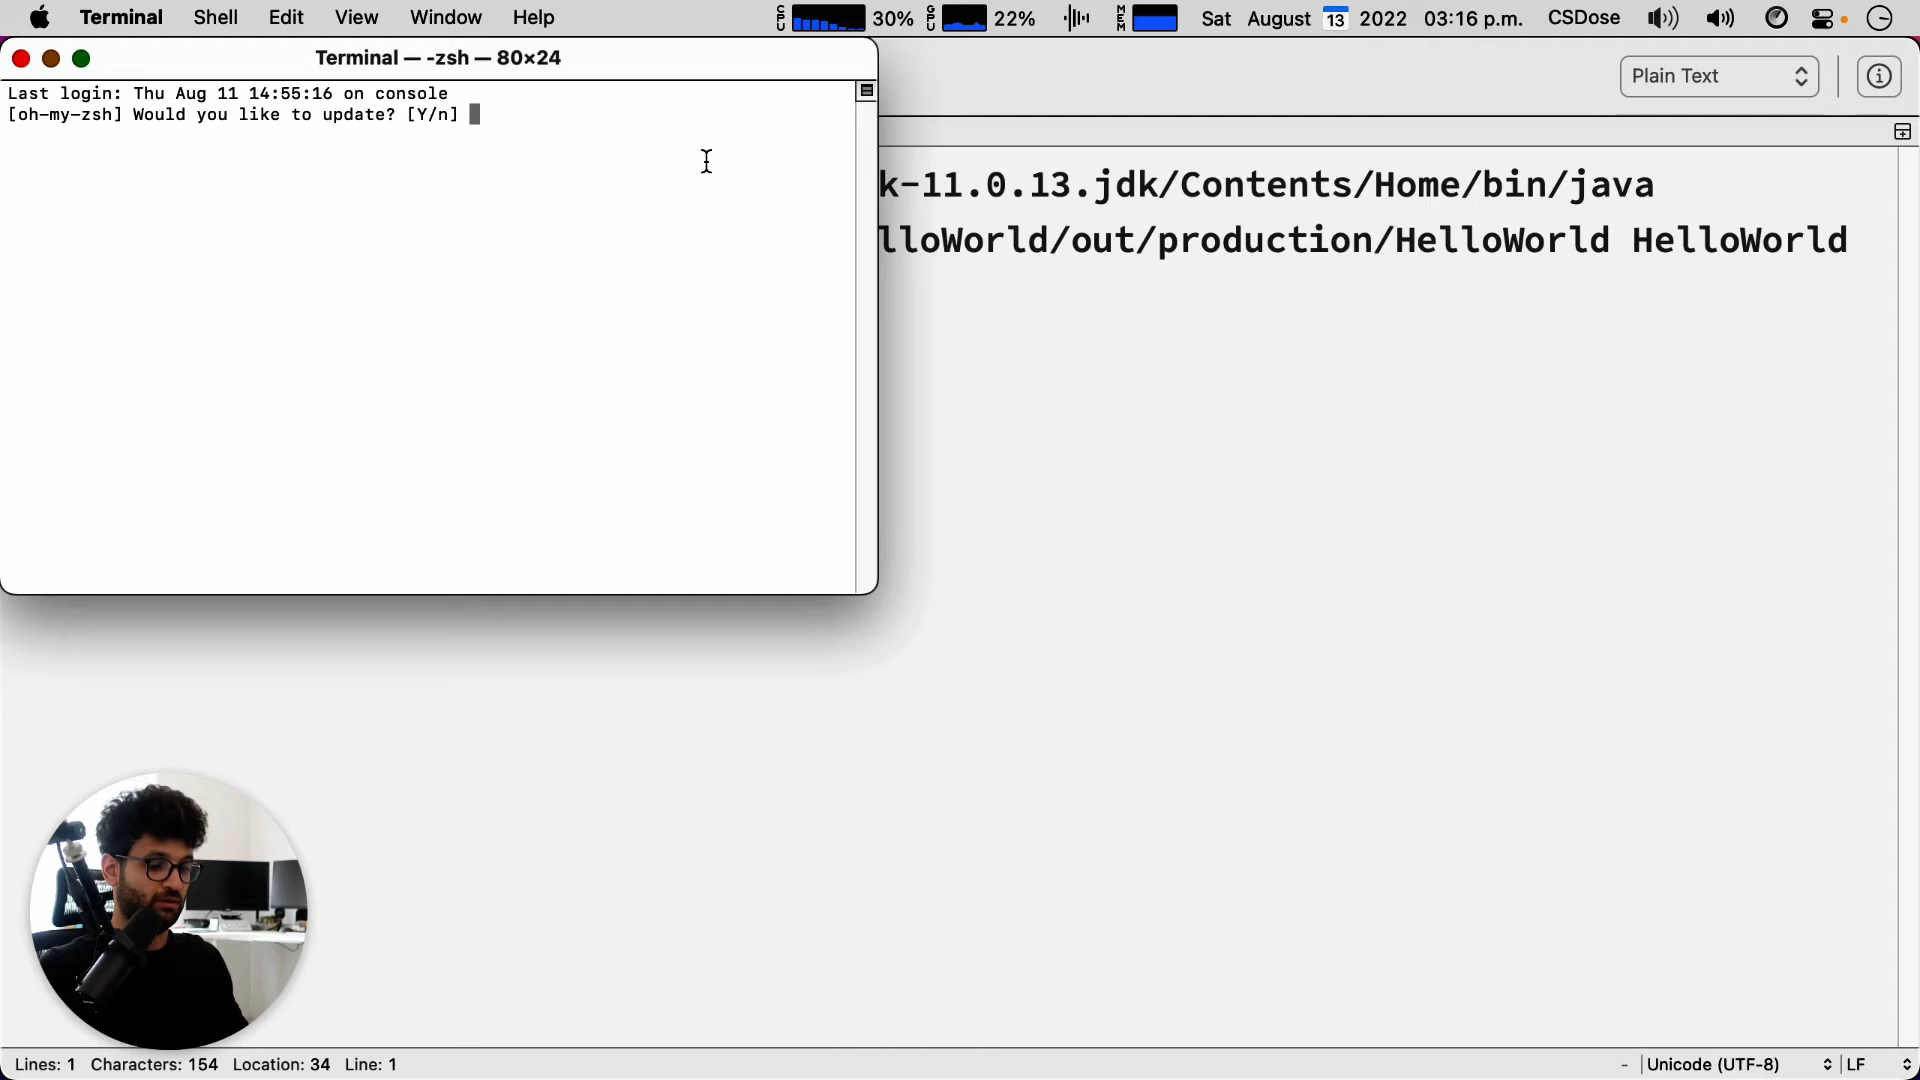 Terminal Shell Edit View Window Help CPU 30% GPU 22% MEM Sat August 13 2022 03:16 p.m. CSDose
Terminal — -zsh — 80×24
Plain Text
Last login: Thu Aug 11 14:55:16 on console
[oh-my-zsh] Would you like to update? [Y/n]
k-11.0.13.jdk/Contents/Home/bin/java
lloWorld/out/production/HelloWorld HelloWorld
Lines: 1 Characters: 154 Location: 34 Line: 1 - Unicode (UTF-8) LF